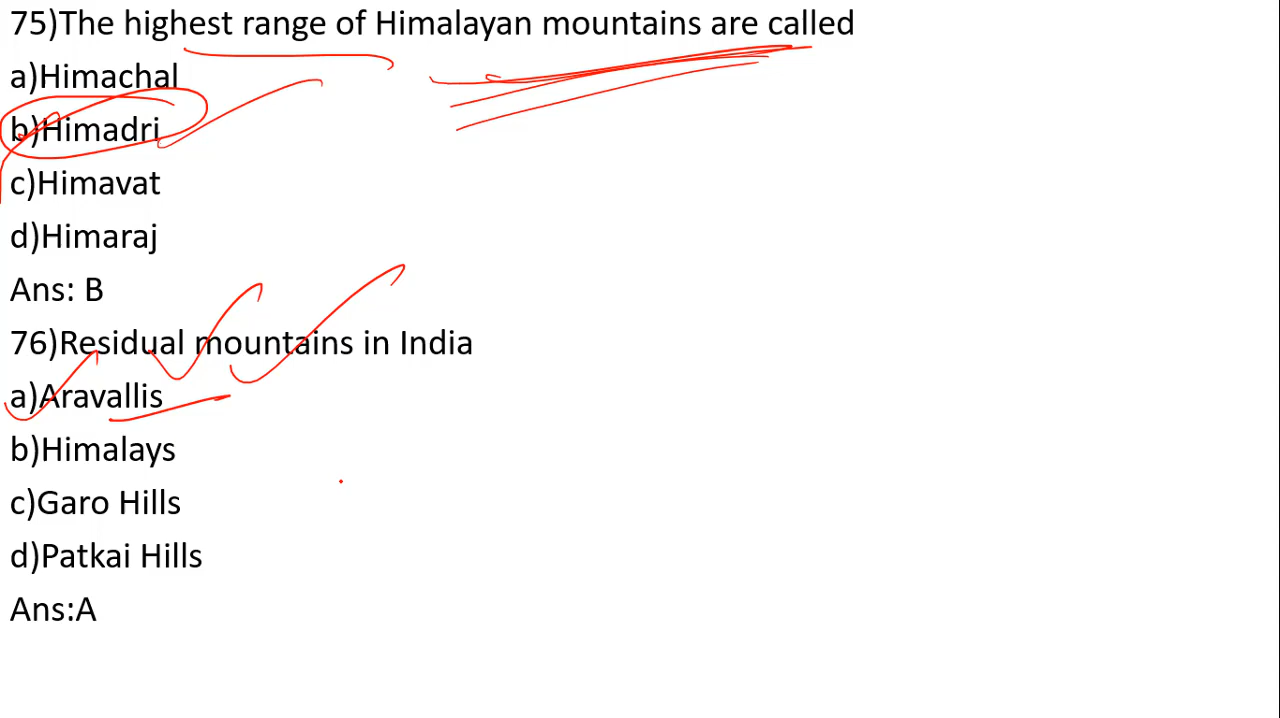 75)The highest range of Himalayan mountains are called
a)Himachal
b)Himadri
c)Himavat
d)Himaraj
Ans: B
76)Residual mountains in India
a)Aravallis
b)Himalays
c)Garo Hills
d)Patkai Hills
Ans:A